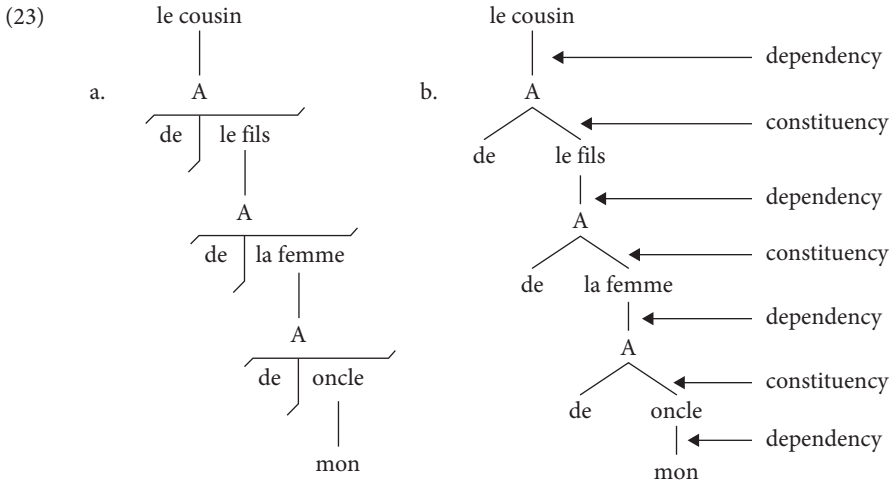 (23)
le cousin
le cousin
dependency
a.
A
b.
A
constituency
de
le fils
de
le fils
dependency
A
A
constituency
de
la femme
de
la femme
dependency
A
A
constituency
de
oncle
de
oncle
dependency
mon
mon